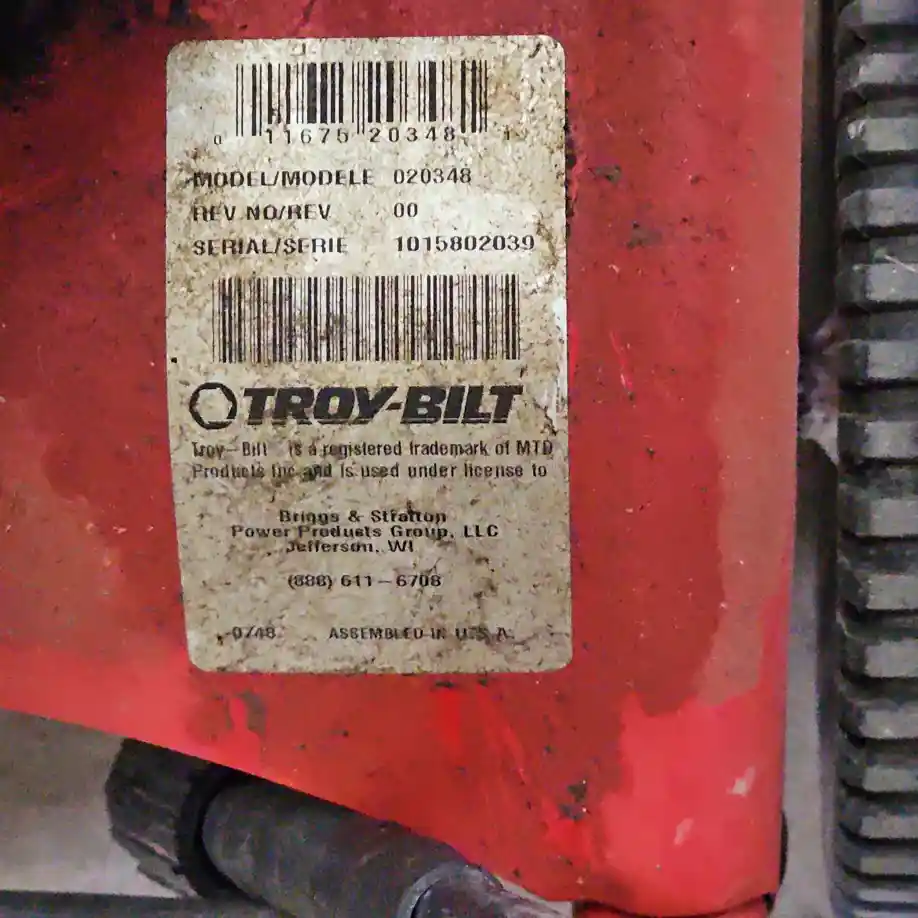 0 11675 20348 1
MODEL/MODELE 020348
REV NO/REV 00
SERIAL/SERIE 1015802039
TROY-BILT
Troy-Bilt is a registered trademark of MTD
Products Inc and is used under license to
Briggs & Stratton
Power Products Group, LLC
Jefferson, WI
(888) 611-6708
0748 ASSEMBLED IN U.S.A.